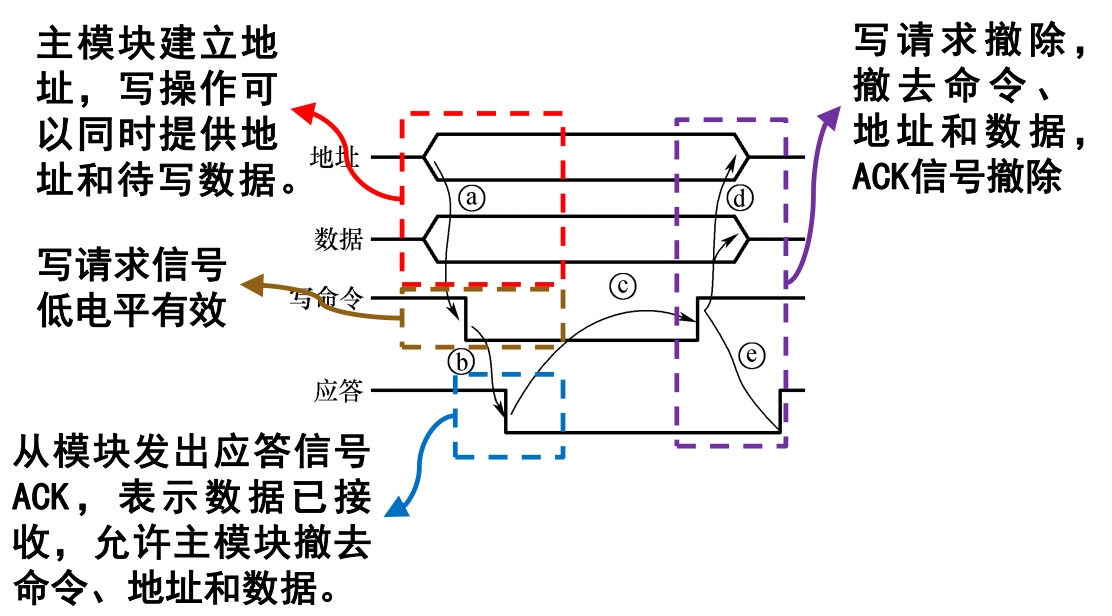 主模块建立地
址，写操作可
以同时提供地
址和待写数据。
写请求信号
低电平有效
从模块发出应答信号
ACK，表示数据已接
收，允许主模块撤去
命令、地址和数据。
地址
数据
写命令
应答
ⓐ
ⓑ
ⓒ
ⓓ
ⓔ
写请求撤除，
撤去命令、
地址和数据，
ACK信号撤除